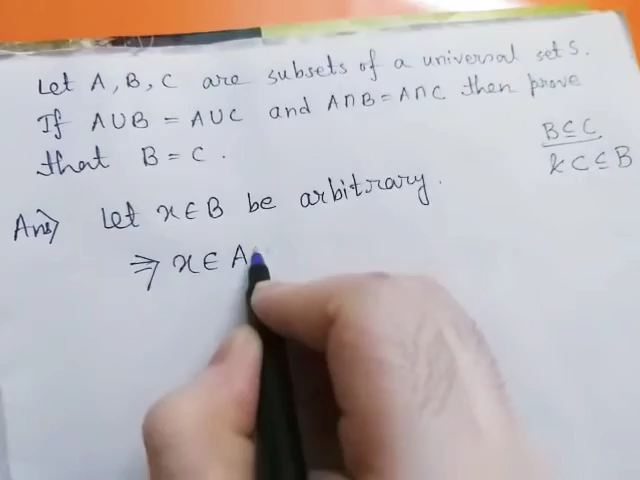 Let A, B, C are subsets of a universal set S.
If A∪B = A∪C and A∩B = A∩C then prove
that B = C.
B ⊆ C
& C ⊆ B
Ans⇒ Let x ∈ B be arbitrary.
⇒ x ∈ A